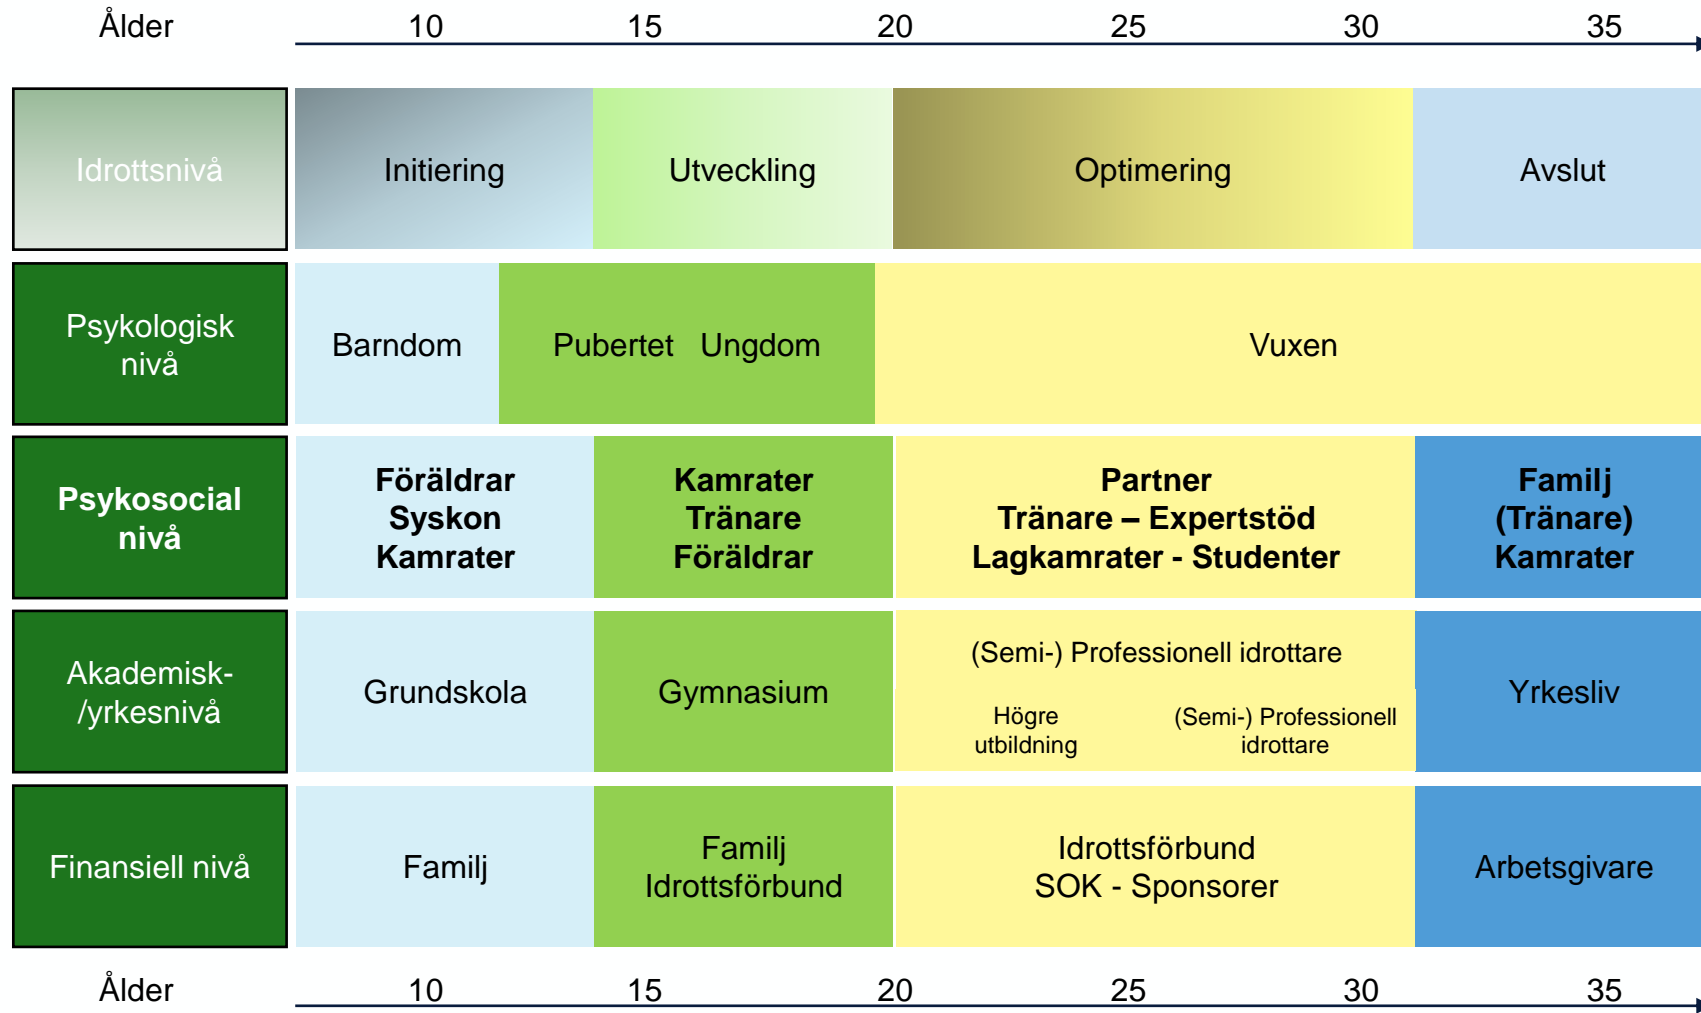 Ålder 10 15 20 25 30 35
Idrottsnivå Initiering Utveckling Optimering Avslut
Psykologisk
nivå
Barndom Pubertet Ungdom Vuxen
Psykosocial
nivå
Föräldrar
Syskon
Kamrater
Kamrater
Tränare
Föräldrar
Partner
Tränare – Expertstöd
Lagkamrater - Studenter
Familj
(Tränare)
Kamrater
Akademisk-
/yrkesnivå
Grundskola
Gymnasium
(Semi-) Professionell idrottare
Högre
utbildning
(Semi-) Professionell
idrottare
Yrkesliv
Finansiell nivå
Familj
Familj
Idrottsförbund
Idrottsförbund
SOK - Sponsorer
Arbetsgivare
Ålder 10 15 20 25 30 35